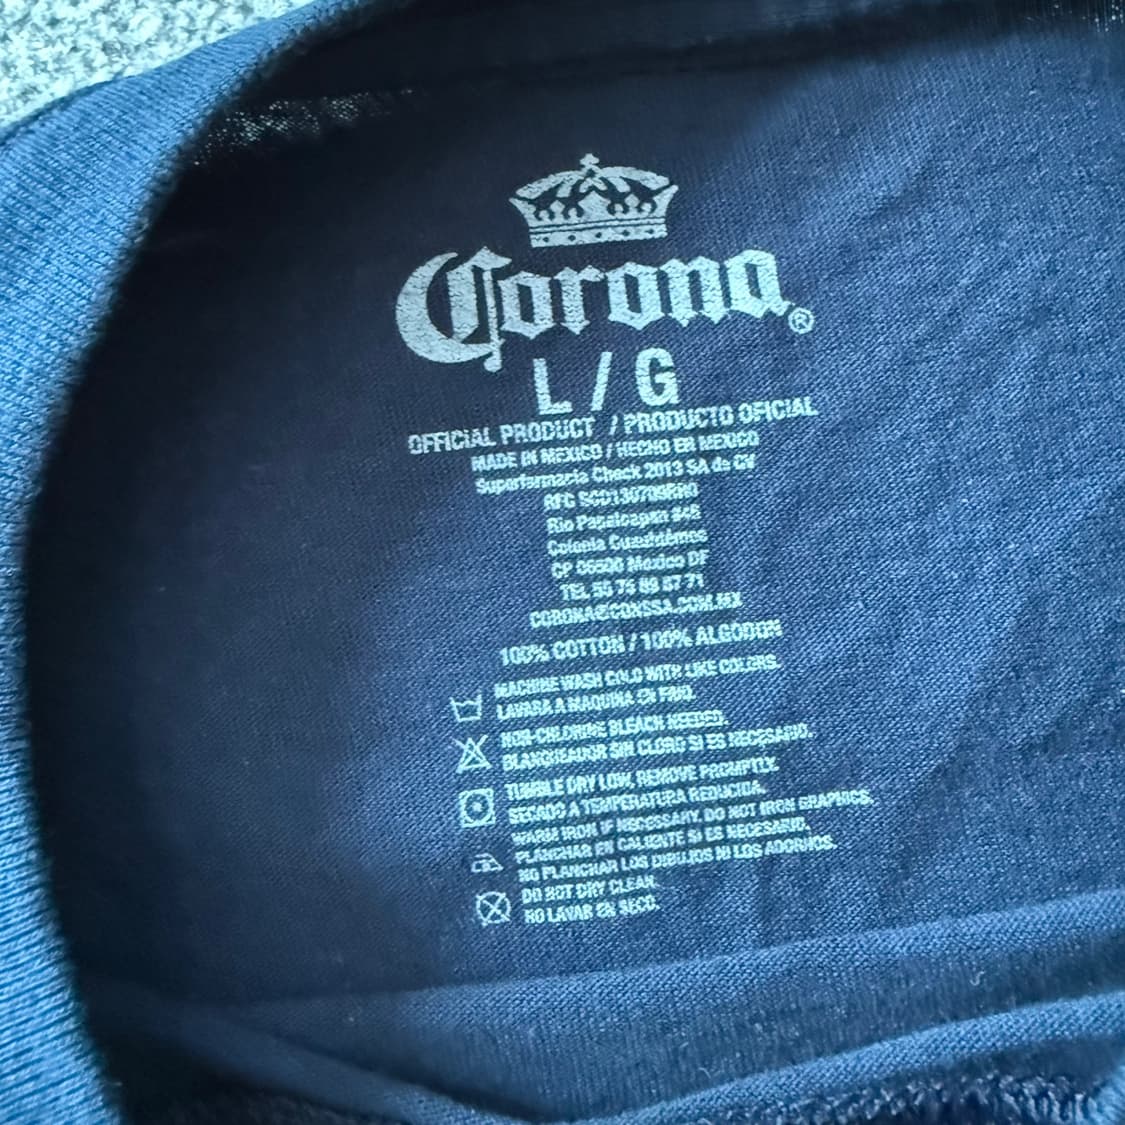 Corona®
L / G
OFFICIAL PRODUCT / PRODUCTO OFICIAL
MADE IN MEXICO / HECHO EN MEXICO
Superfarmacia Check 2013 SA de CV
RFC
Rio Papaloapan #45
Colonia Cuauhtémoc
CP 06500 Mexico DF
TEL 55 75 89 87 71
CORONA@CONSSA.COM.MX
100% COTTON / 100% ALGODON
MACHINE WASH COLD WITH LIKE COLORS.
LAVARA A MAQUINA EN FRIO.
NON-CHLORINE BLEACH NEEDED.
BLANQUEADOR SIN CLORO SI ES NECESARIO.
TUMBLE DRY LOW, REMOVE PROMPTLY.
SECADO A TEMPERATURA REDUCIDA.
WARM IRON IF NECESSARY. DO NOT IRON GRAPHICS.
PLANCHAR EN CALIENTE SI ES NECESARIO.
NO PLANCHAR LOS DIBUJOS NI LOS ADORNOS.
DO NOT DRY CLEAN.
NO LAVAR EN SECO.